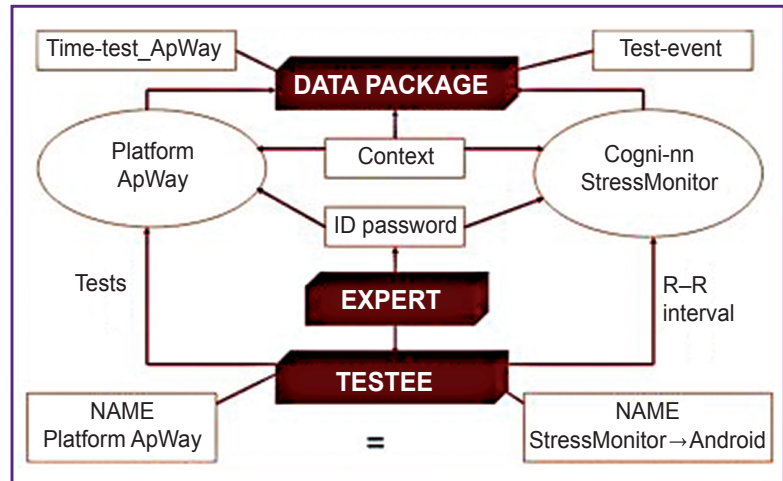 Time-test_ApWay
Test-event
DATA PACKAGE
Platform
ApWay
Context
Cogni-nn
StressMonitor
ID password
Tests
EXPERT
R–R
interval
TESTEE
NAME
Platform ApWay
=
NAME
StressMonitor→Android